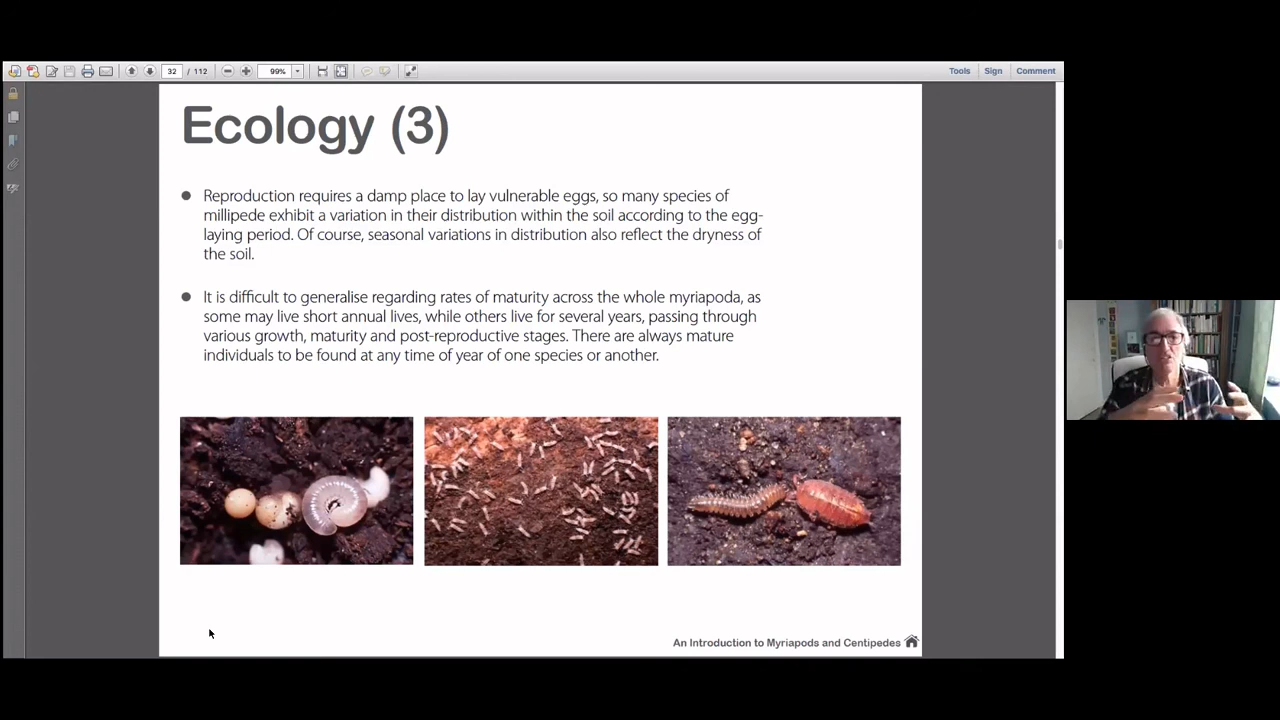 32 / 112
99%
Tools Sign Comment
Ecology (3)
Reproduction requires a damp place to lay vulnerable eggs, so many species of
millipede exhibit a variation in their distribution within the soil according to the egg-
laying period. Of course, seasonal variations in distribution also reflect the dryness of
the soil.
It is difficult to generalise regarding rates of maturity across the whole myriapoda, as
some may live short annual lives, while others live for several years, passing through
various growth, maturity and post-reproductive stages. There are always mature
individuals to be found at any time of year of one species or another.
An Introduction to Myriapods and Centipedes